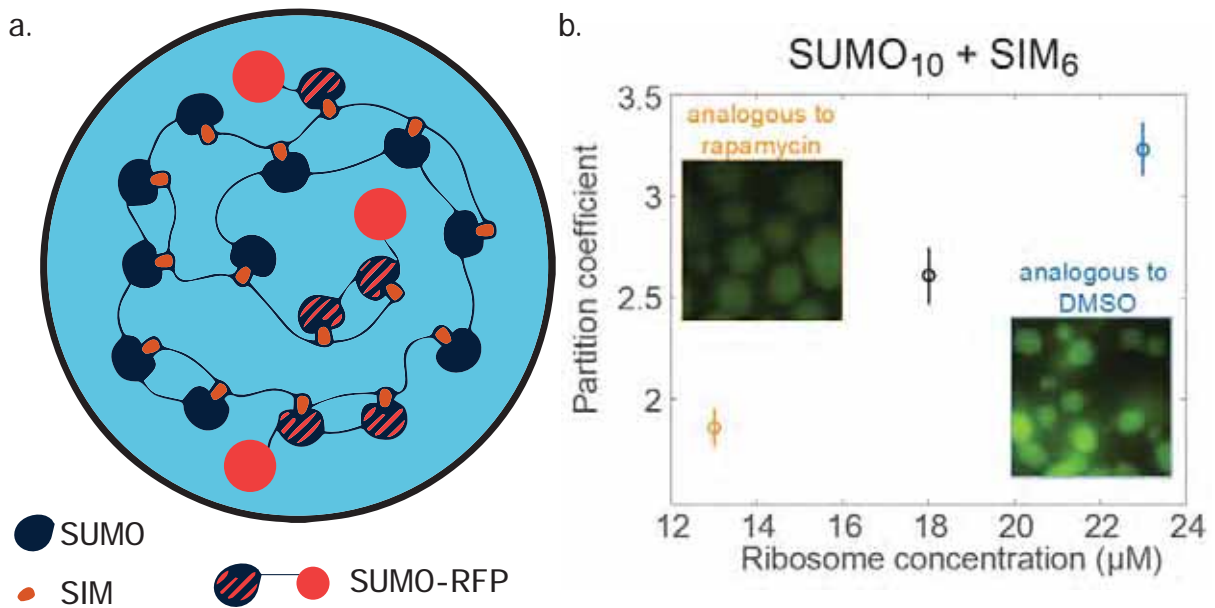 a.
SUMO
SIM
SUMO-RFP
b.
SUMO10 + SIM6
Partition coefficient
3.5
3
2.5
2
analogous to
rapamycin
analogous to
DMSO
12
14
16
18
20
22
24
Ribosome concentration (μM)